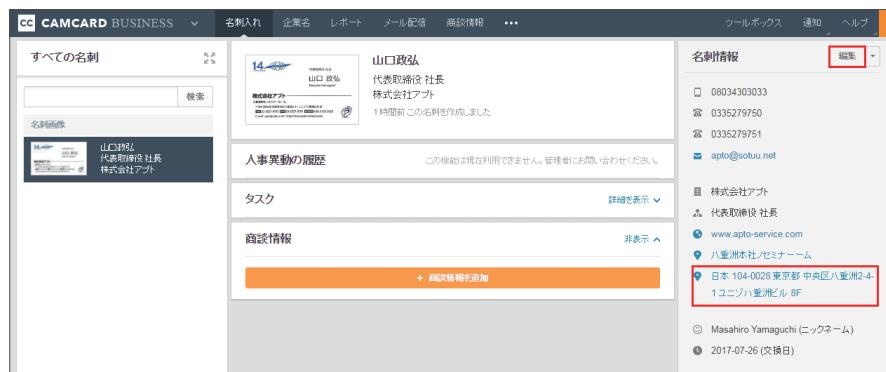 CC CAMCARD BUSINESS 名刺入れ 企業名 レポート メール配信 商談情報 ••• ツールボックス 通知 ヘルプ
すべての名刺
検索
名刺画像
山口政弘
代表取締役 社長
株式会社アプト
14
山口 政弘
株式会社アプト
山口政弘
代表取締役 社長
株式会社アプト
1時間前 この名刺を作成しました
人事異動の履歴 この機能は現在利用できません。管理者にお問い合わせください。
タスク 詳細を表示
商談情報 非表示
+ 商談情報を追加
名刺情報 編集
08034303033
0335279750
0335279751
apto@sotuu.net
株式会社アプト
代表取締役 社長
www.apto-service.com
八重洲本社/セミナールーム
日本 104-0028 東京都 中央区八重洲2-4-
1 ユニゾ八重洲ビル 8F
Masahiro Yamaguchi (ニックネーム)
2017-07-26 (交換日)